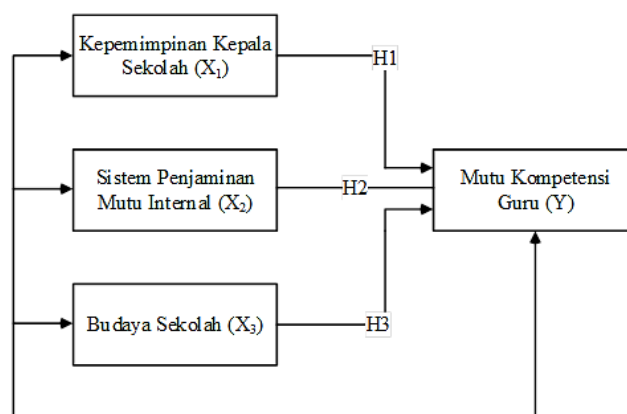 Kepemimpinan Kepala
Sekolah (X₁)
H1
Sistem Penjaminan
Mutu Internal (X₂)
H2
Mutu Kompetensi
Guru (Y)
Budaya Sekolah (X₃)
H3